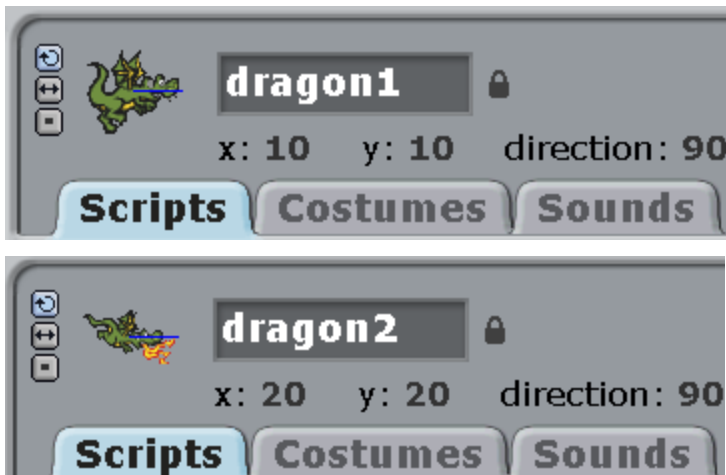 dragon1
x: 10 y: 10 direction: 90
Scripts Costumes Sounds
dragon2
x: 20 y: 20 direction: 90
Scripts Costumes Sounds